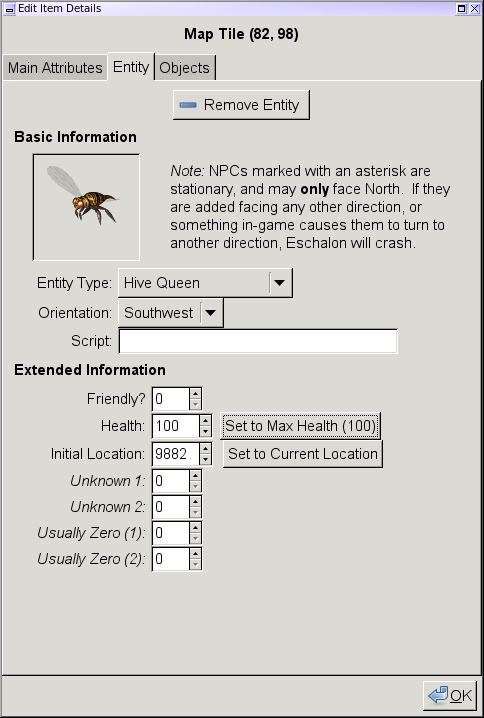 Edit Item Details
Map Tile (82, 98)
Main Attributes Entity Objects
Remove Entity
Basic Information
Note: NPCs marked with an asterisk are
stationary, and may only face North. If they
are added facing any other direction, or
something in-game causes them to turn to
another direction, Eschalon will crash.
Entity Type: Hive Queen
Orientation: Southwest
Script:
Extended Information
Friendly? 0
Health: 100 Set to Max Health (100)
Initial Location: 9882 Set to Current Location
Unknown 1: 0
Unknown 2: 0
Usually Zero (1): 0
Usually Zero (2): 0
OK